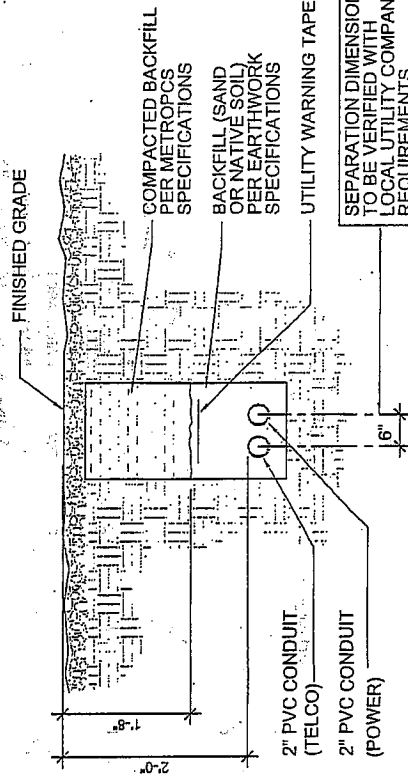 FINISHED GRADE
COMPACTED BACKFILL
PER METROPCS
SPECIFICATIONS
BACKFILL (SAND
OR NATIVE SOIL)
PER EARTHWORK
SPECIFICATIONS
UTILITY WARNING TAPE
SEPARATION DIMENSION
TO BE VERIFIED WITH
LOCAL UTILITY COMPAN
REQUIREMENTS
1'-8"
2'-0"
6"
2" PVC CONDUIT
(TELCO)
2" PVC CONDUIT
(POWER)